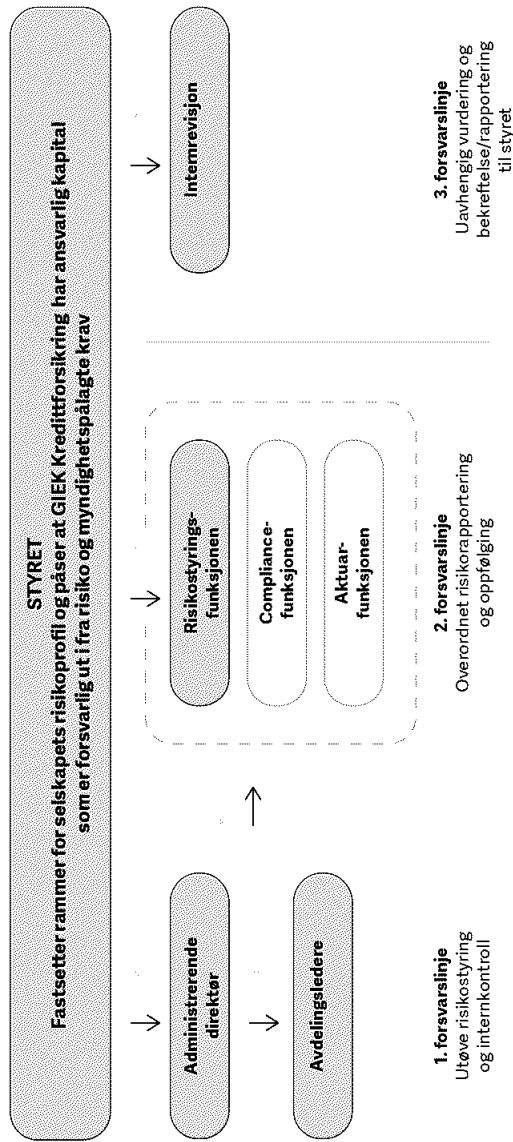 STYRET
Fastsetter rammer for selskapets risikoprofil og påser at GIEK Kredittforsikring har ansvarlig kapital
som er forsvarlig ut i fra risiko og myndighetspålagte krav
Administrerende
direktør
Avdelingsledere
1. forsvarslinje
Utøve risikostyring
og internkontroll
Risikostyrings-
funksjonen
Compliance-
funksjonen
Aktuar-
funksjonen
2. forsvarslinje
Overordnet risikorapportering
og oppfølging
Internrevisjon
3. forsvarslinje
Uavhengig vurdering og
bekreftelse/rapportering
til styret